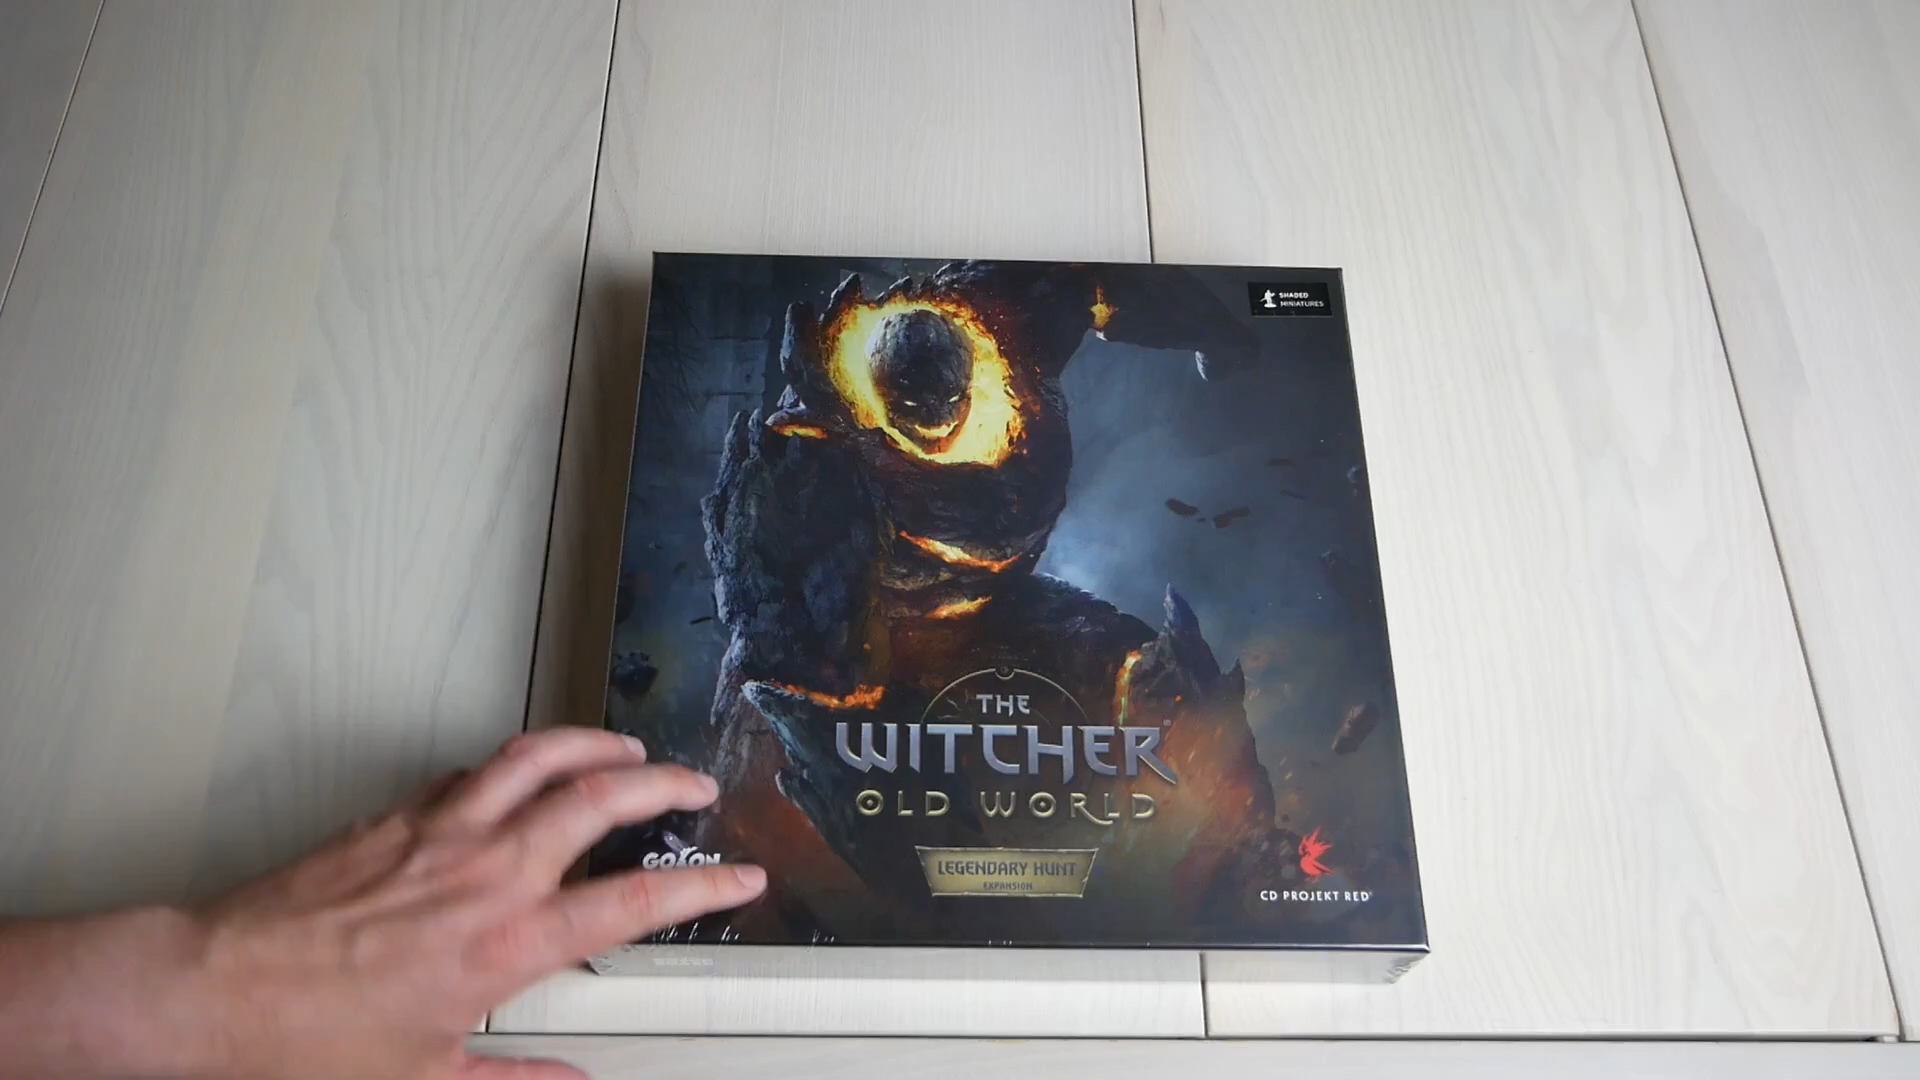 SHADED
MINIATURES
THE
WITCHER
OLD WORLD
LEGENDARY HUNT
EXPANSION
CD PROJEKT RED